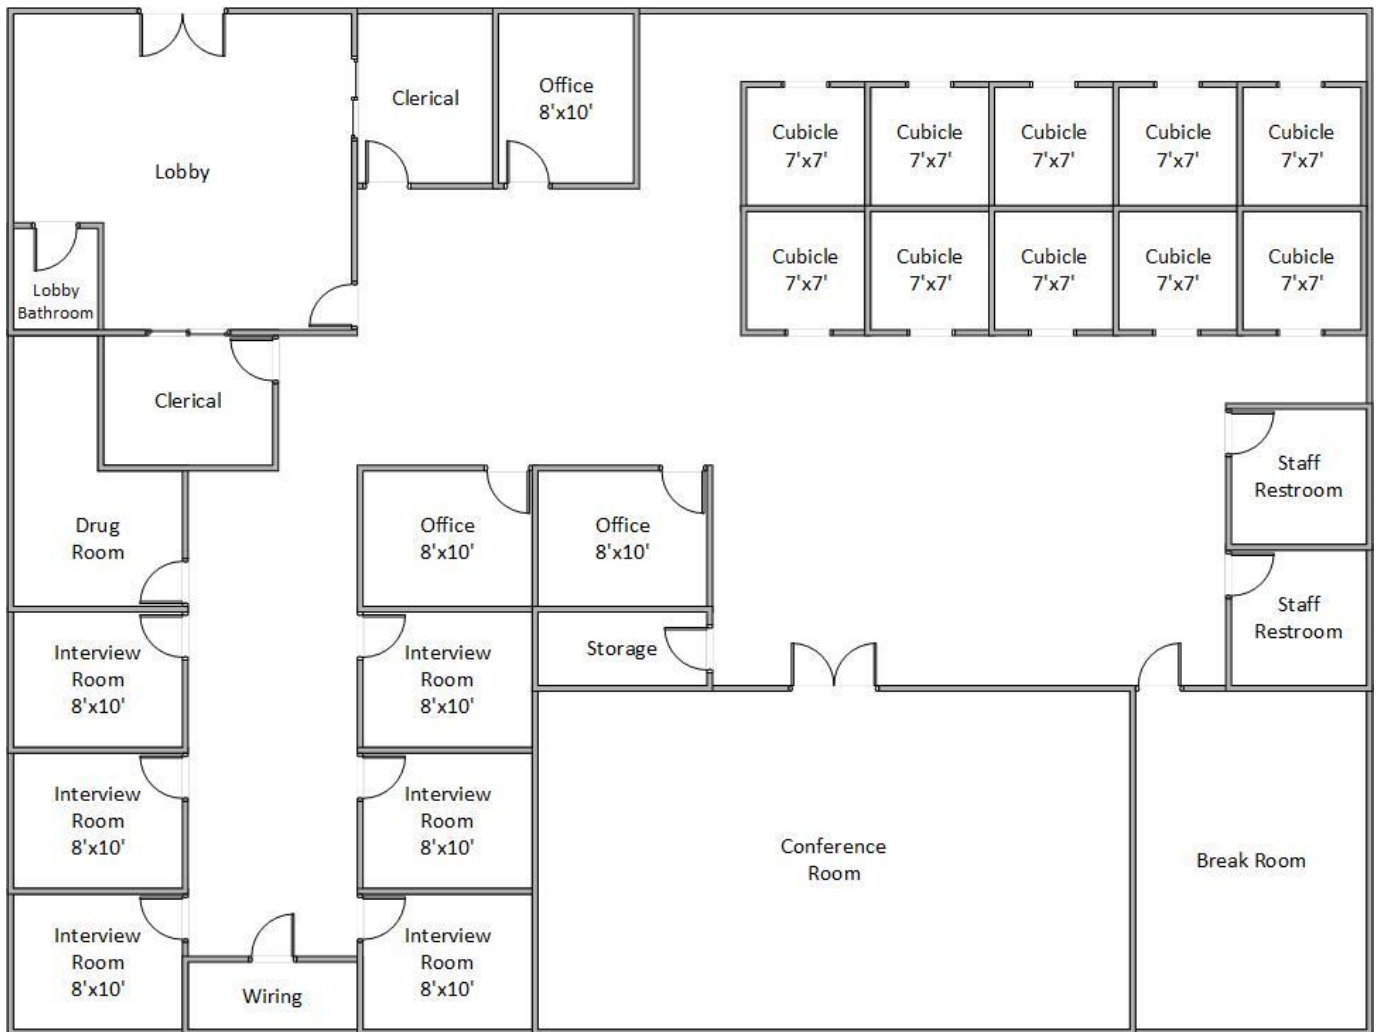 Clerical
Office
8'x10'
Lobby
Cubicle
7'x7'
Cubicle
7'x7'
Cubicle
7'x7'
Cubicle
7'x7'
Cubicle
7'x7'
Cubicle
7'x7'
Cubicle
7'x7'
Cubicle
7'x7'
Cubicle
7'x7'
Cubicle
7'x7'
Lobby
Bathroom
Clerical
Staff
Restroom
Drug
Room
Office
8'x10'
Office
8'x10'
Staff
Restroom
Interview
Room
8'x10'
Interview
Room
8'x10'
Storage
Interview
Room
8'x10'
Interview
Room
8'x10'
Conference
Room
Break Room
Interview
Room
8'x10'
Wiring
Interview
Room
8'x10'